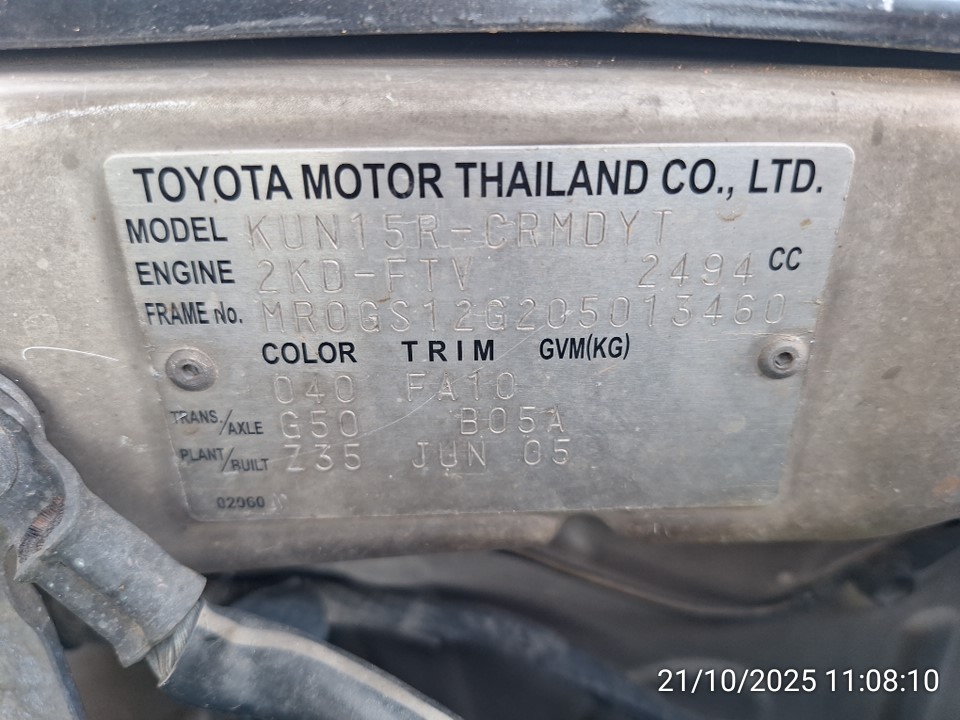 TOYOTA MOTOR THAILAND CO., LTD.
MODEL KUN15R-CRMDYT
ENGINE 2KD-FTV 2494 CC
FRAME No. MR0GS12G205013460
COLOR TRIM GVM(KG)
040 FA10
TRANS./AXLE G50 B05A
PLANT/BUILT Z35 JUN 05
02060
21/10/2025 11:08:10